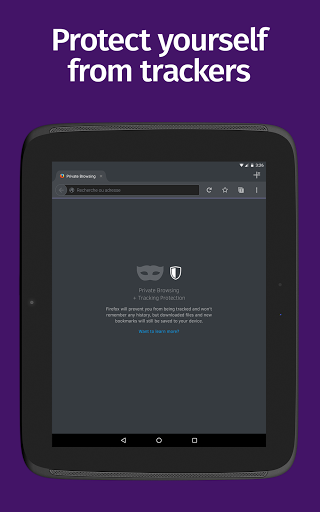 Protect yourself
from trackers
3:26
Private Browsing
Recherche ou adresse
Private Browsing
+ Tracking Protection
Firefox will prevent you from being tracked and won't
remember any history, but downloaded files and new
bookmarks will still be saved to your device.
Want to learn more?